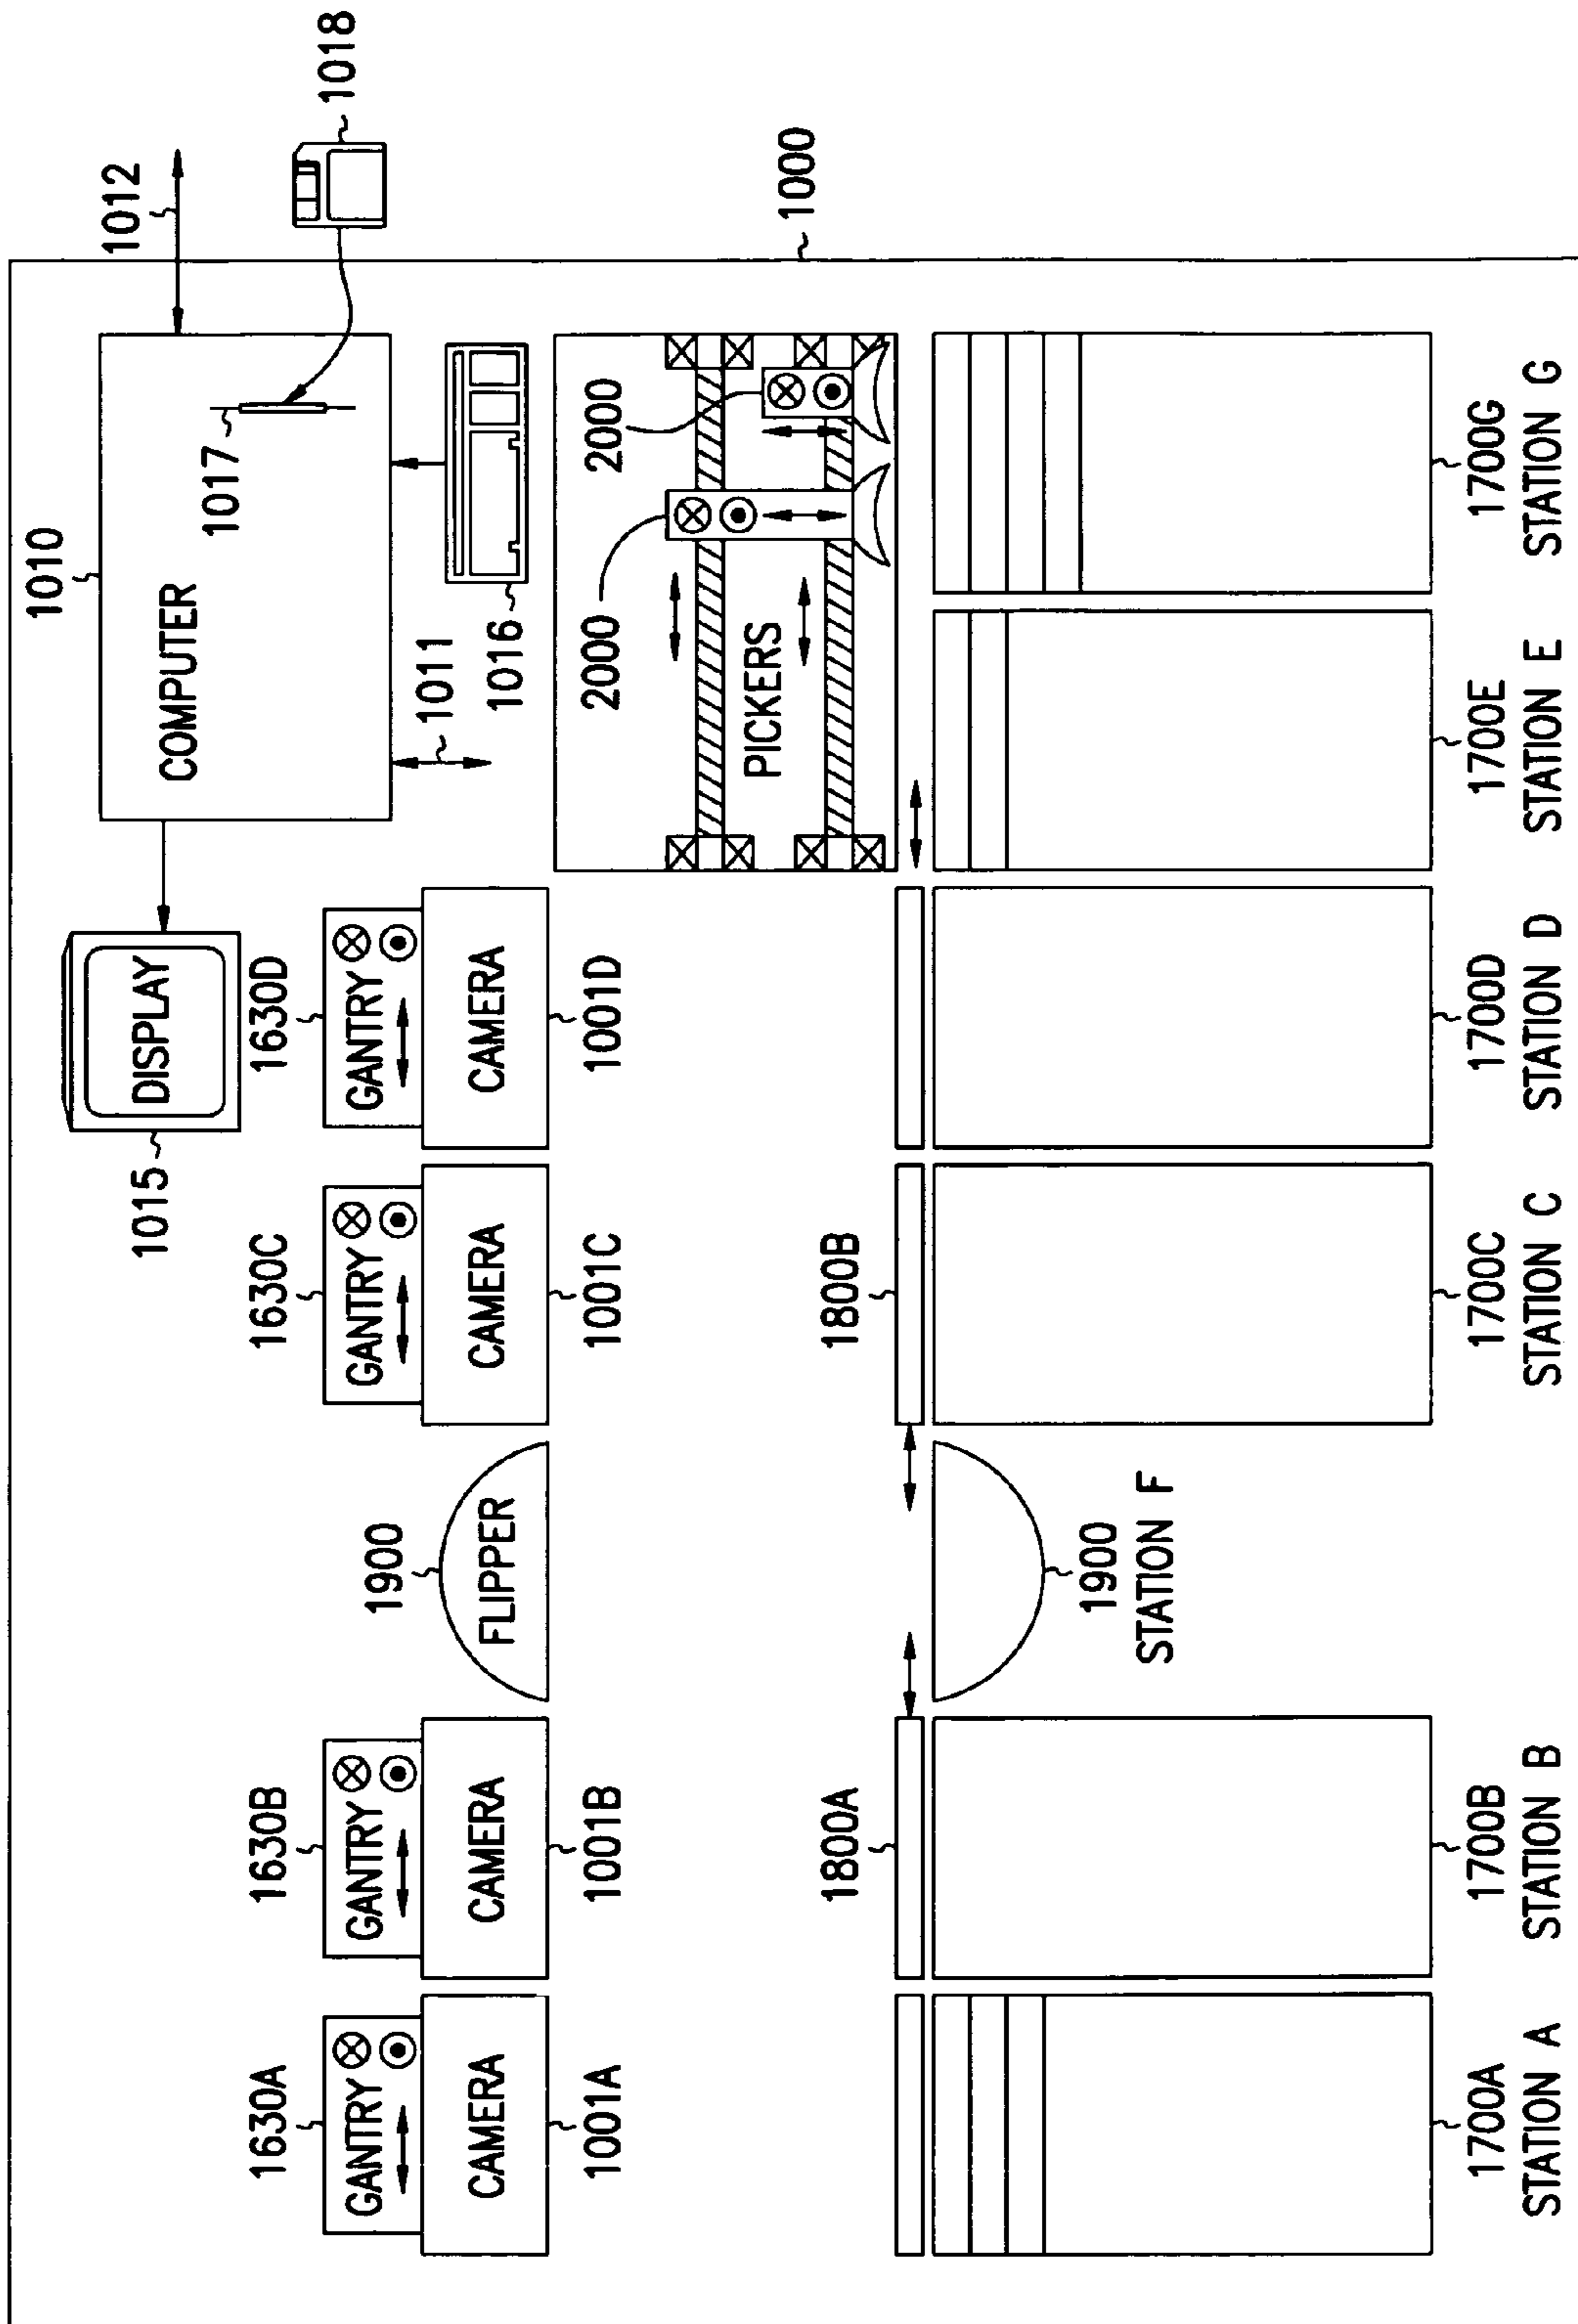 1010
1012
1018
COMPUTER
1017
DISPLAY
1015
1011
1016
1000
1630A
1630B
1630C
1630D
GANTRY
GANTRY
GANTRY
GANTRY
1900
CAMERA
CAMERA
FLIPPER
CAMERA
CAMERA
1001A
1001B
1001C
1001D
2000
2000
PICKERS
1800A
1800B
1900
STATION F
1700A
1700B
1700C
1700D
1700E
1700G
STATION A
STATION B
STATION C
STATION D
STATION E
STATION G